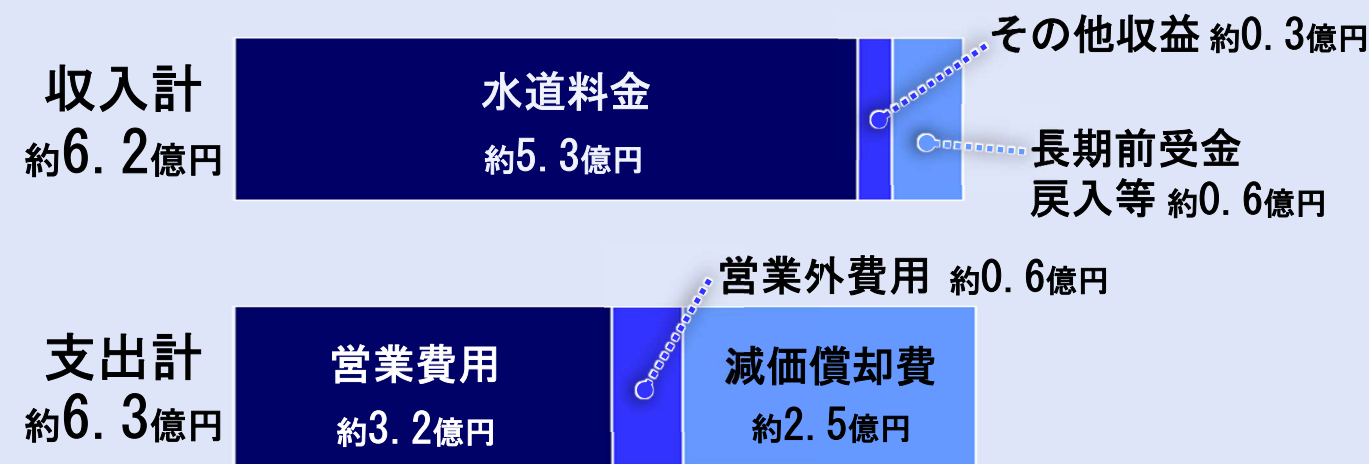 収入計
約6.2億円
水道料金
約5.3億円
その他収益 約0.3億円
長期前受金
戻入等 約0.6億円
支出計
約6.3億円
営業費用
約3.2億円
営業外費用 約0.6億円
減価償却費
約2.5億円